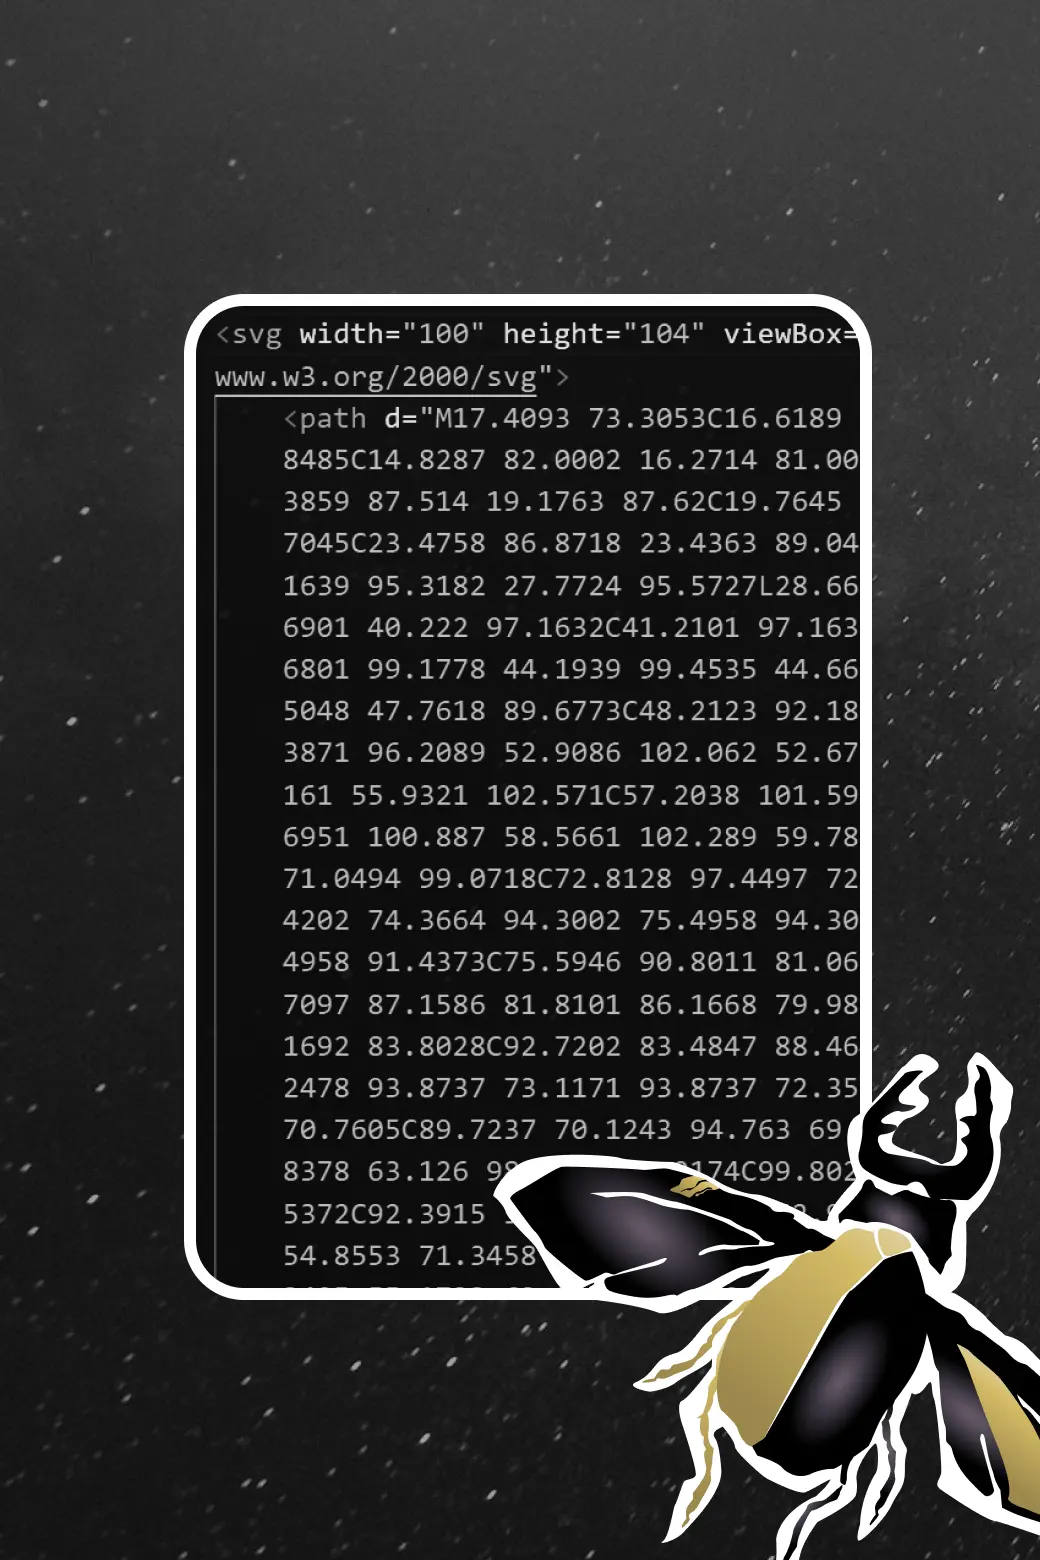 <svg width="100" height="104" viewBox=
www.w3.org/2000/svg">
<path d="M17.4093 73.3053C16.6189
8485C14.8287 82.0002 16.2714 81.00
3859 87.514 19.1763 87.62C19.7645
7045C23.4758 86.8718 23.4363 89.04
1639 95.3182 27.7724 95.5727L28.66
6901 40.222 97.1632C41.2101 97.163
6801 99.1778 44.1939 99.4535 44.66
5048 47.7618 89.6773C48.2123 92.18
3871 96.2089 52.9086 102.062 52.67
161 55.9321 102.571C57.2038 101.59
6951 100.887 58.5661 102.289 59.78
71.0494 99.0718C72.8128 97.4497 72
4202 74.3664 94.3002 75.4958 94.30
4958 91.4373C75.5946 90.8011 81.06
7097 87.1586 81.8101 86.1668 79.98
1692 83.8028C92.7202 83.4847 88.46
2478 93.8737 73.1171 93.8737 72.35
70.7605C89.7237 70.1243 94.763 69
8378 63.126 174C99.802
5372C92.3915
54.8553 71.3458